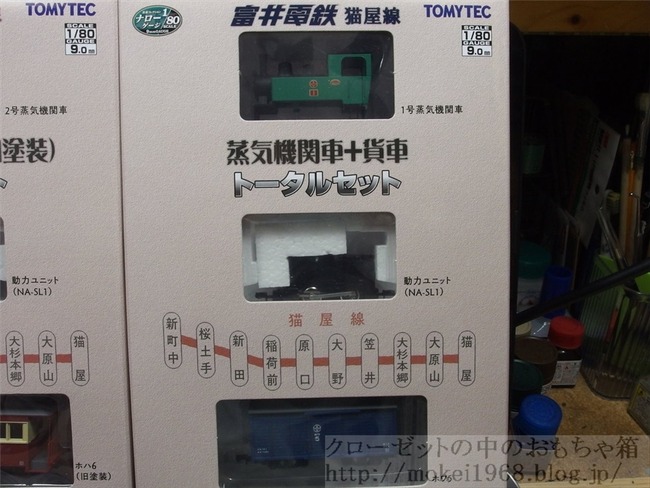 TOMYTEC
SCALE
1/80
GAUGE
9.0mm
2号蒸気機関車
塗装)
動力ユニット
(NA-SL1)
大杉本郷
大原山
猫屋
ホハ6
(旧塗装)
ナローゲージ 1/80
富井電鉄 猫屋線
TOMYTEC
SCALE
1/80
GAUGE
9.0mm
1号蒸気機関車
蒸気機関車+貨車
トータルセット
動力ユニット
(NA-SL1)
猫屋線
新町中
桜土手
新田
稲荷前
原口
大野
笠井
大杉本郷
大原山
猫屋
クローゼットの中のおもちゃ箱
http://mokei1968.blog.jp/